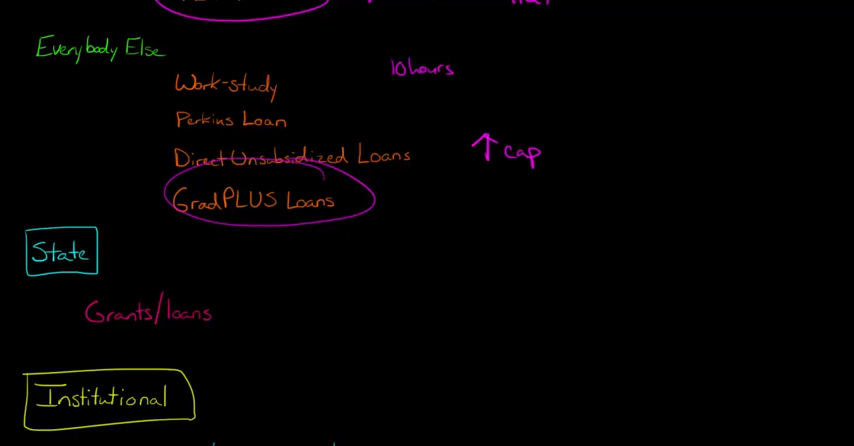 Everybody Else
10 hours
Work-study
Perkins Loan
Direct Unsubsidized Loans
↑ cap
GradPLUS Loans
State
Grants/loans
Institutional